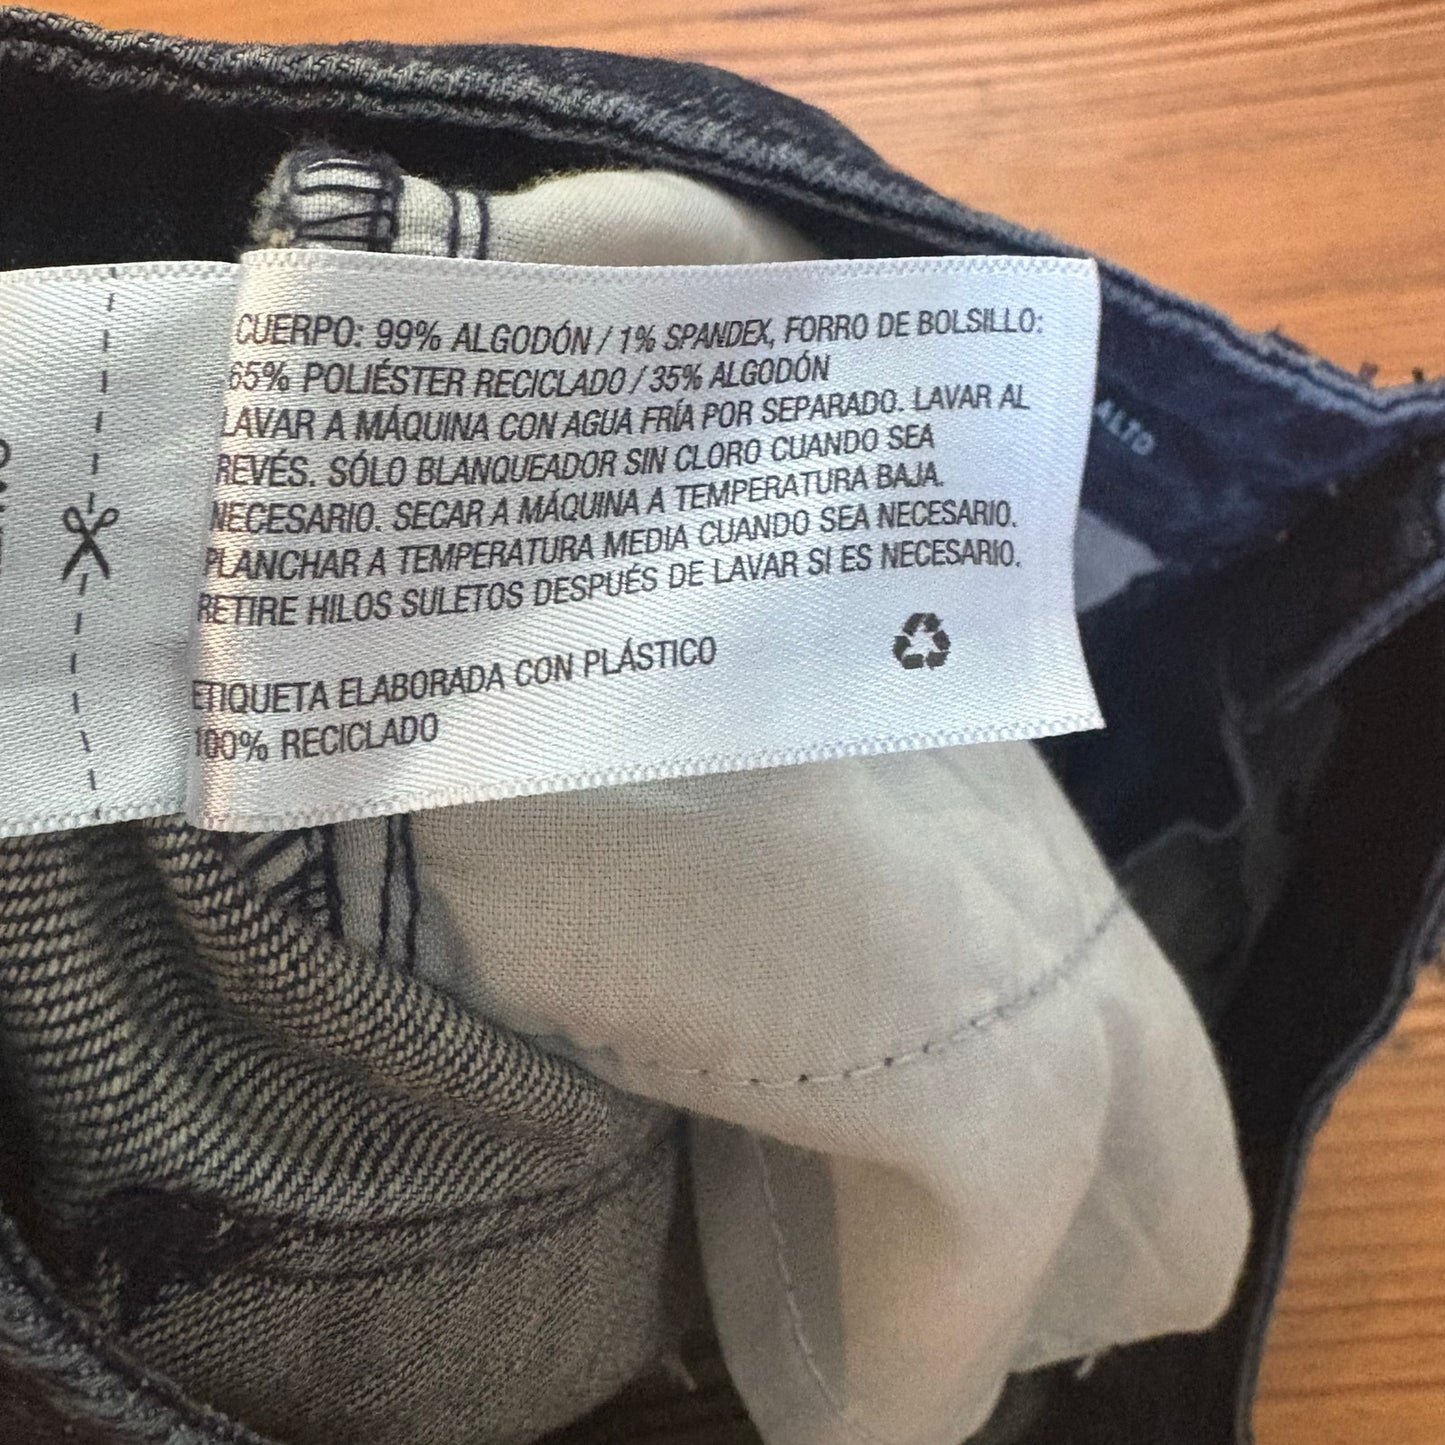 CUERPO: 99% ALGODÓN / 1% SPANDEX, FORRO DE BOLSILLO:
65% POLIÉSTER RECICLADO / 35% ALGODÓN
LAVAR A MÁQUINA CON AGUA FRÍA POR SEPARADO. LAVAR AL
REVÉS. SÓLO BLANQUEADOR SIN CLORO CUANDO SEA
NECESARIO. SECAR A MÁQUINA A TEMPERATURA BAJA.
PLANCHAR A TEMPERATURA MEDIA CUANDO SEA NECESARIO.
RETIRE HILOS SULETOS DESPUÉS DE LAVAR SI ES NECESARIO.
ETIQUETA ELABORADA CON PLÁSTICO
100% RECICLADO
ALTO